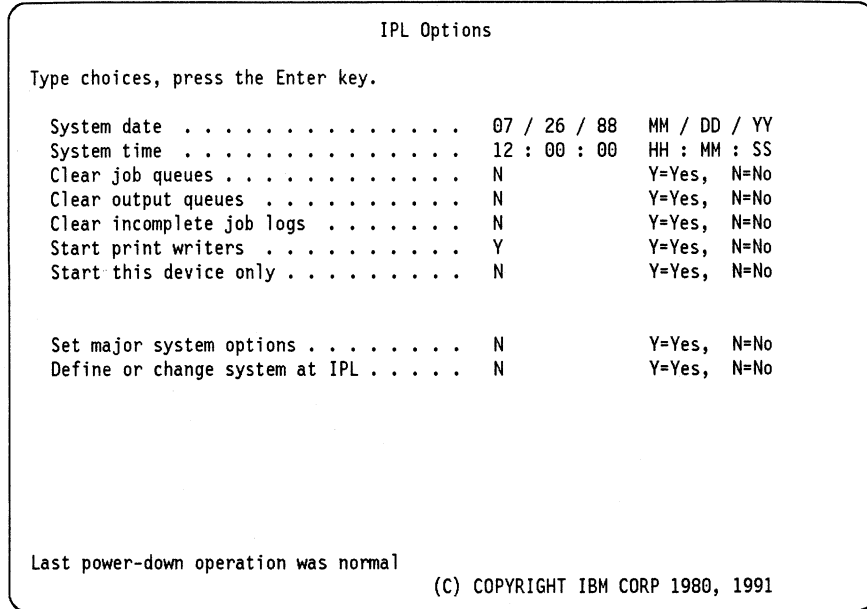 IPL Options
Type choices, press the Enter key.
System date . . . . . . . . . . . . . . 07 / 26 / 88 MM / DD / YY
System time . . . . . . . . . . . . . . 12 : 00 : 00 HH : MM : SS
Clear job queues . . . . . . . . . . . . N Y=Yes, N=No
Clear output queues . . . . . . . . . . N Y=Yes, N=No
Clear incomplete job logs . . . . . . . N Y=Yes, N=No
Start print writers . . . . . . . . . . Y Y=Yes, N=No
Start this device only . . . . . . . . . N Y=Yes, N=No
Set major system options . . . . . . . . N Y=Yes, N=No
Define or change system at IPL . . . . . N Y=Yes, N=No
Last power-down operation was normal
(C) COPYRIGHT IBM CORP 1980, 1991